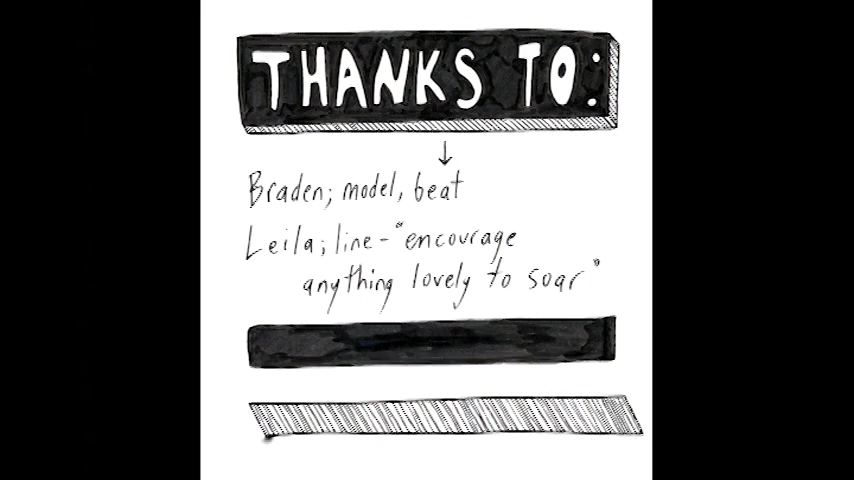 THANKS TO:
Braden; model, beat
Leila; line - "encourage
anything lovely to soar"